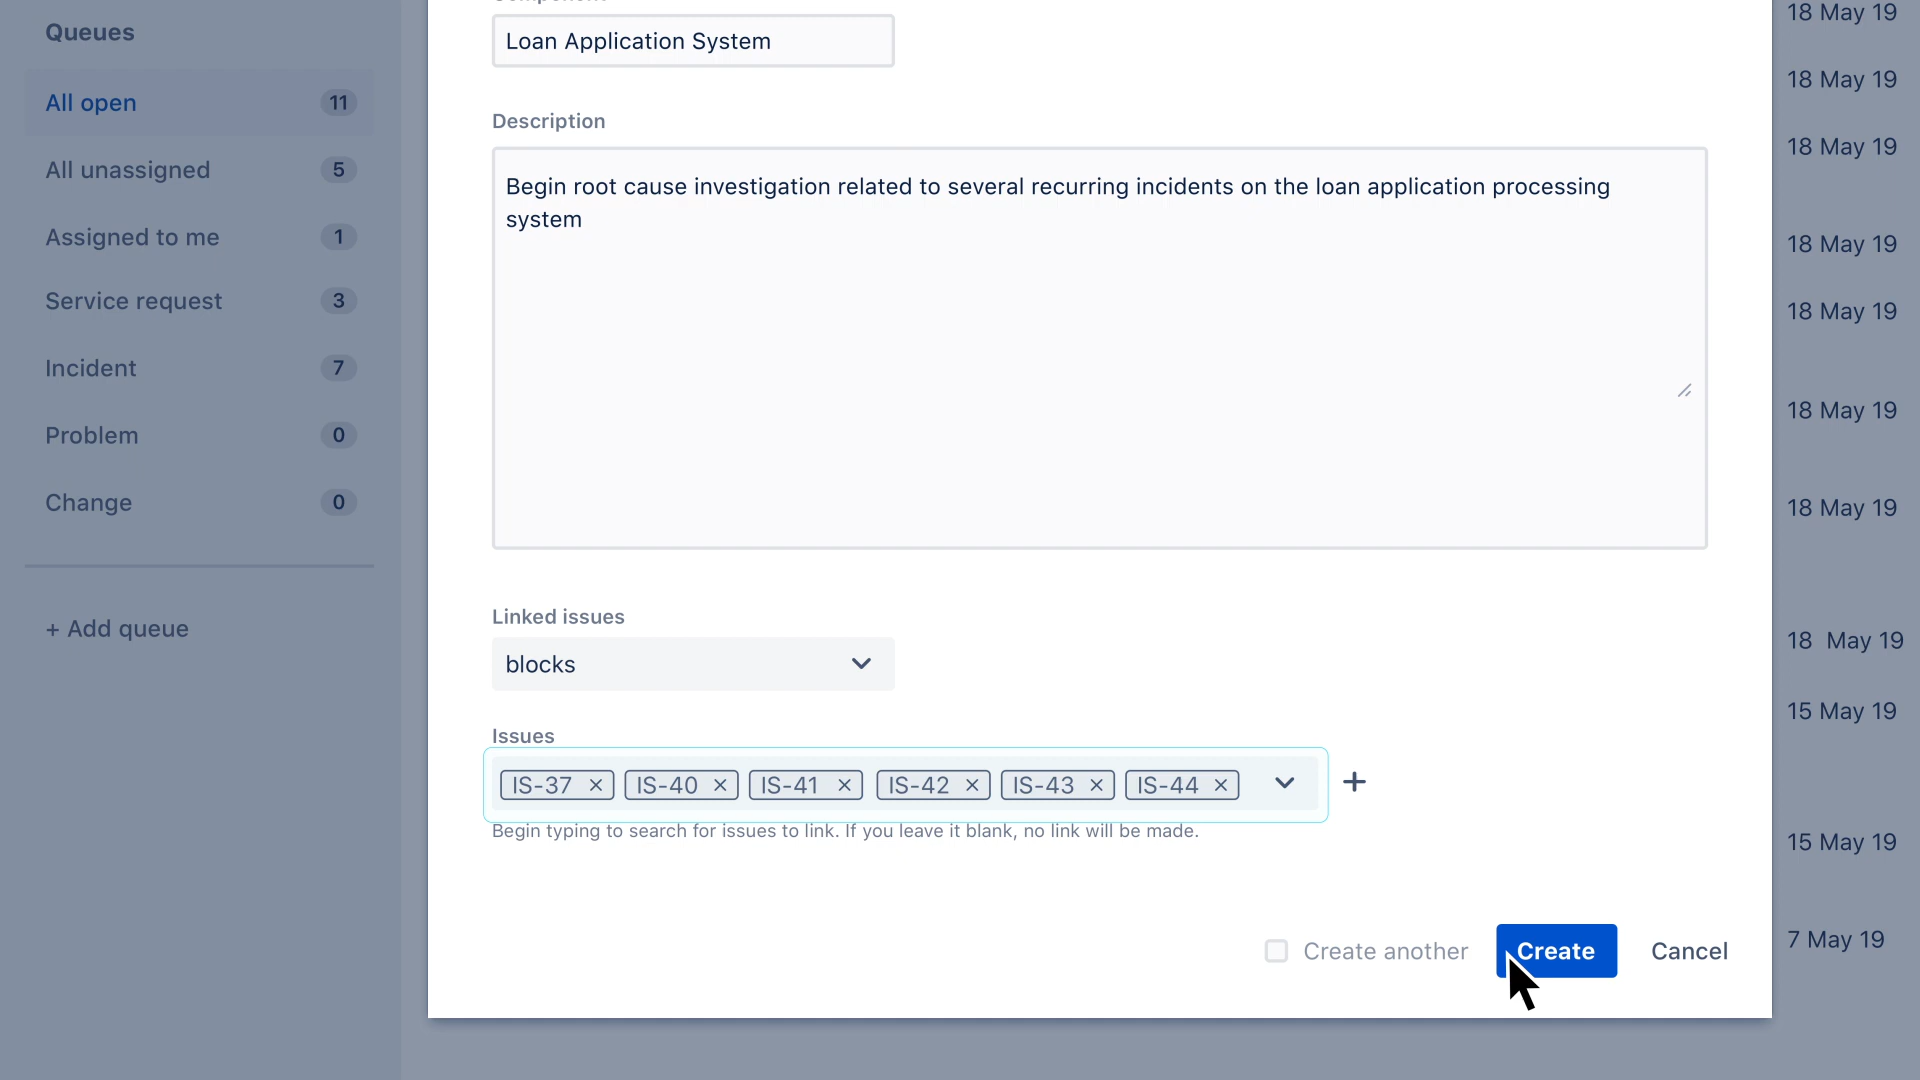 Queues
All open 11
All unassigned 5
Assigned to me 1
Service request 3
Incident 7
Problem 0
Change 0
+ Add queue
Loan Application System
Description
Begin root cause investigation related to several recurring incidents on the loan application processing
system
Linked issues
blocks
Issues
IS-37 × IS-40 × IS-41 × IS-42 × IS-43 × IS-44 × +
Begin typing to search for issues to link. If you leave it blank, no link will be made.
Create another Create Cancel
18 May 19
18 May 19
18 May 19
18 May 19
18 May 19
18 May 19
18 May 19
18 May 19
15 May 19
15 May 19
7 May 19